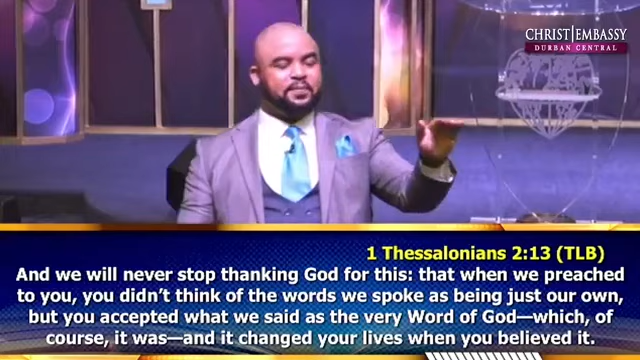 CHRIST EMBASSY
DURBAN CENTRAL
1 Thessalonians 2:13 (TLB)
And we will never stop thanking God for this: that when we preached
to you, you didn’t think of the words we spoke as being just our own,
but you accepted what we said as the very Word of God—which, of
course, it was—and it changed your lives when you believed it.